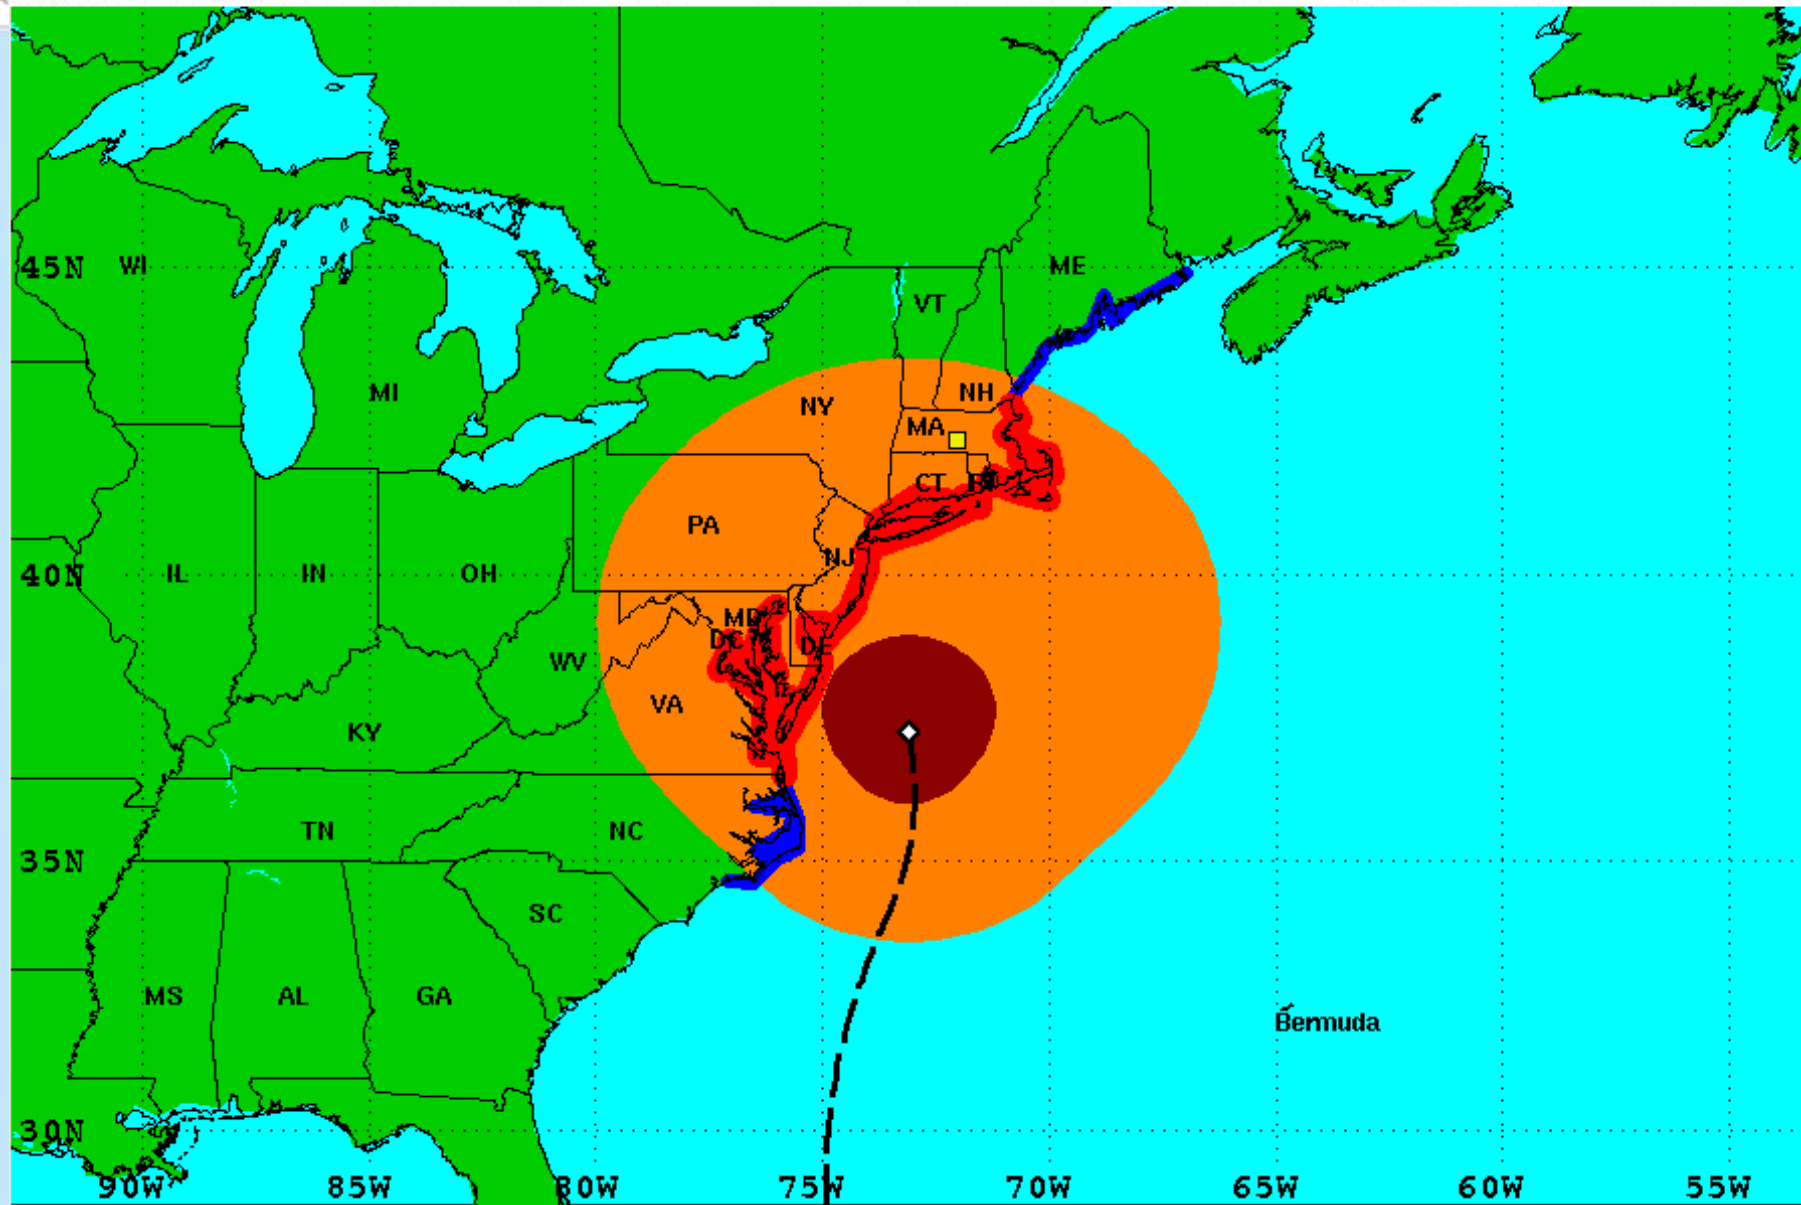 45N
WI
ME
VT
MI
NY
NH
MA
CT
RI
PA
NJ
40N
IL
IN
OH
MD
DC
DE
WV
VA
KY
TN
NC
35N
SC
MS
AL
GA
Bermuda
30N
90W 85W 80W 75W 70W 65W 60W 55W